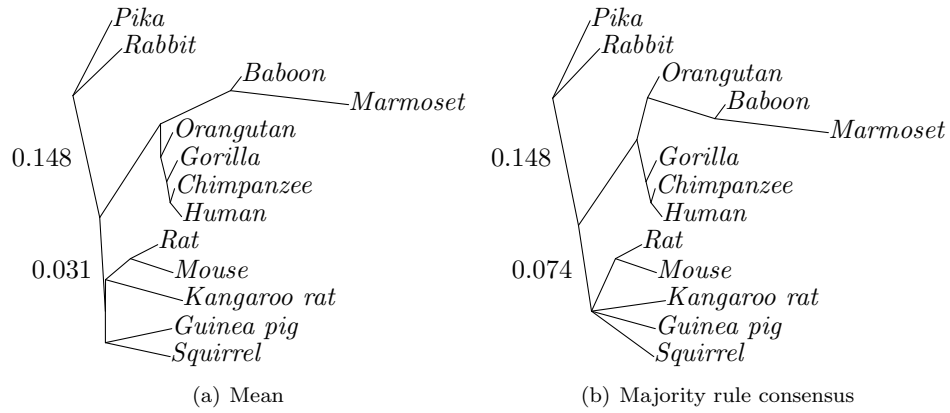 Pika
Rabbit
Baboon
Marmoset
Orangutan
0.148
Gorilla
Chimpanzee
Human
Rat
0.031
Mouse
Kangaroo rat
Guinea pig
Squirrel
(a) Mean
Pika
Rabbit
Orangutan
Baboon
Marmoset
0.148
Gorilla
Chimpanzee
Human
Rat
0.074
Mouse
Kangaroo rat
Guinea pig
Squirrel
(b) Majority rule consensus